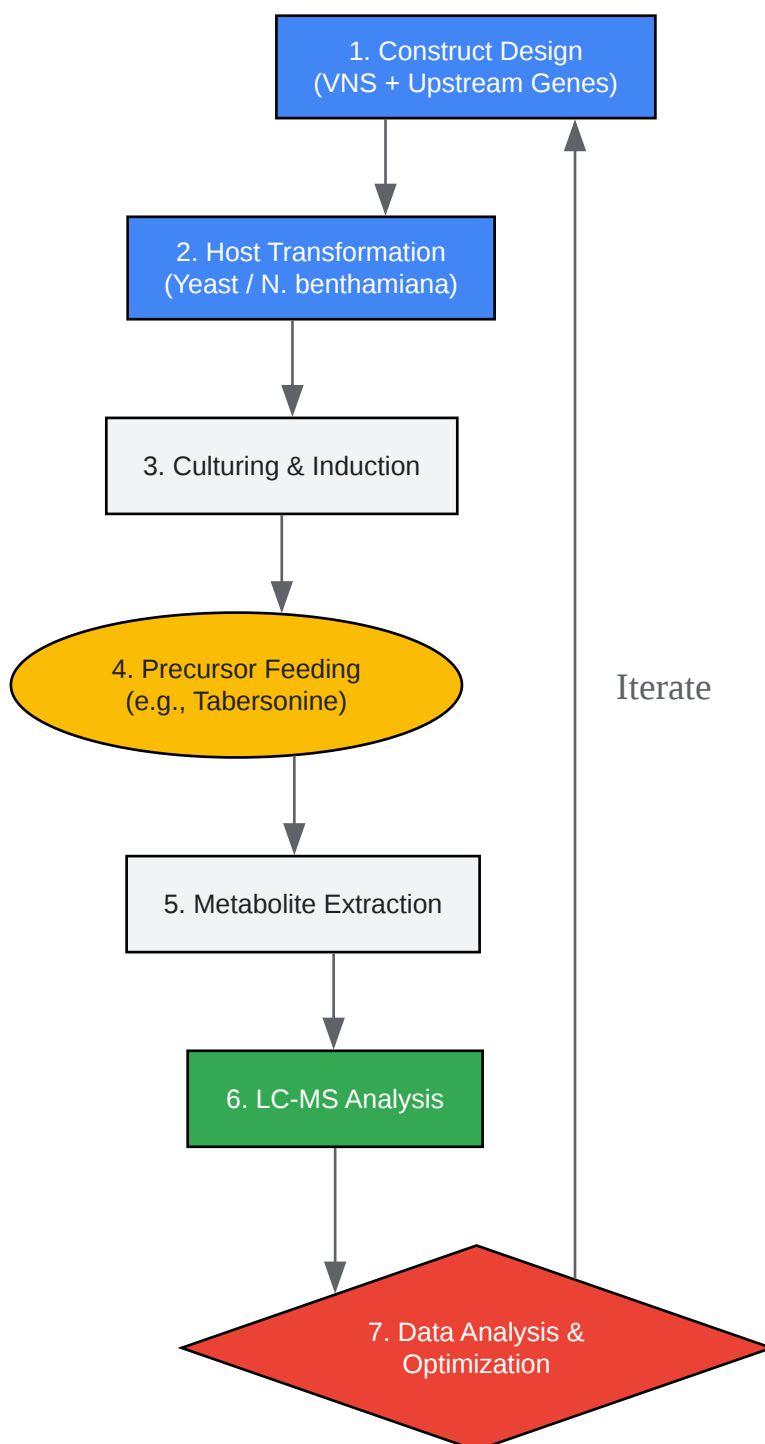 1. Construct Design
(VNS + Upstream Genes)
2. Host Transformation
(Yeast / N. benthamiana)
3. Culturing & Induction
4. Precursor Feeding
(e.g., Tabersonine)
Iterate
5. Metabolite Extraction
6. LC-MS Analysis
7. Data Analysis &
Optimization